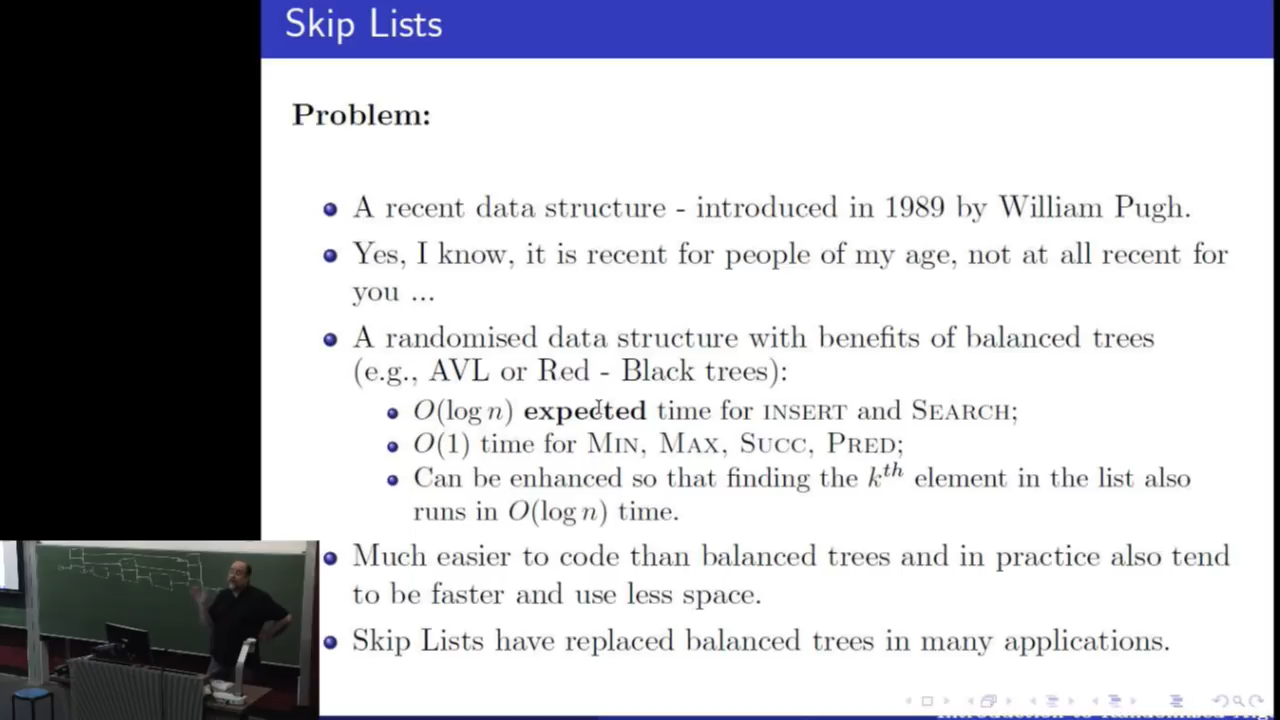 Skip Lists
Problem:
A recent data structure - introduced in 1989 by William Pugh.
Yes, I know, it is recent for people of my age, not at all recent for
you ...
A randomised data structure with benefits of balanced trees
(e.g., AVL or Red - Black trees):
O(log n) expected time for INSERT and SEARCH;
O(1) time for MIN, MAX, SUCC, PRED;
Can be enhanced so that finding the k^th element in the list also
runs in O(log n) time.
Much easier to code than balanced trees and in practice also tend
to be faster and use less space.
Skip Lists have replaced balanced trees in many applications.